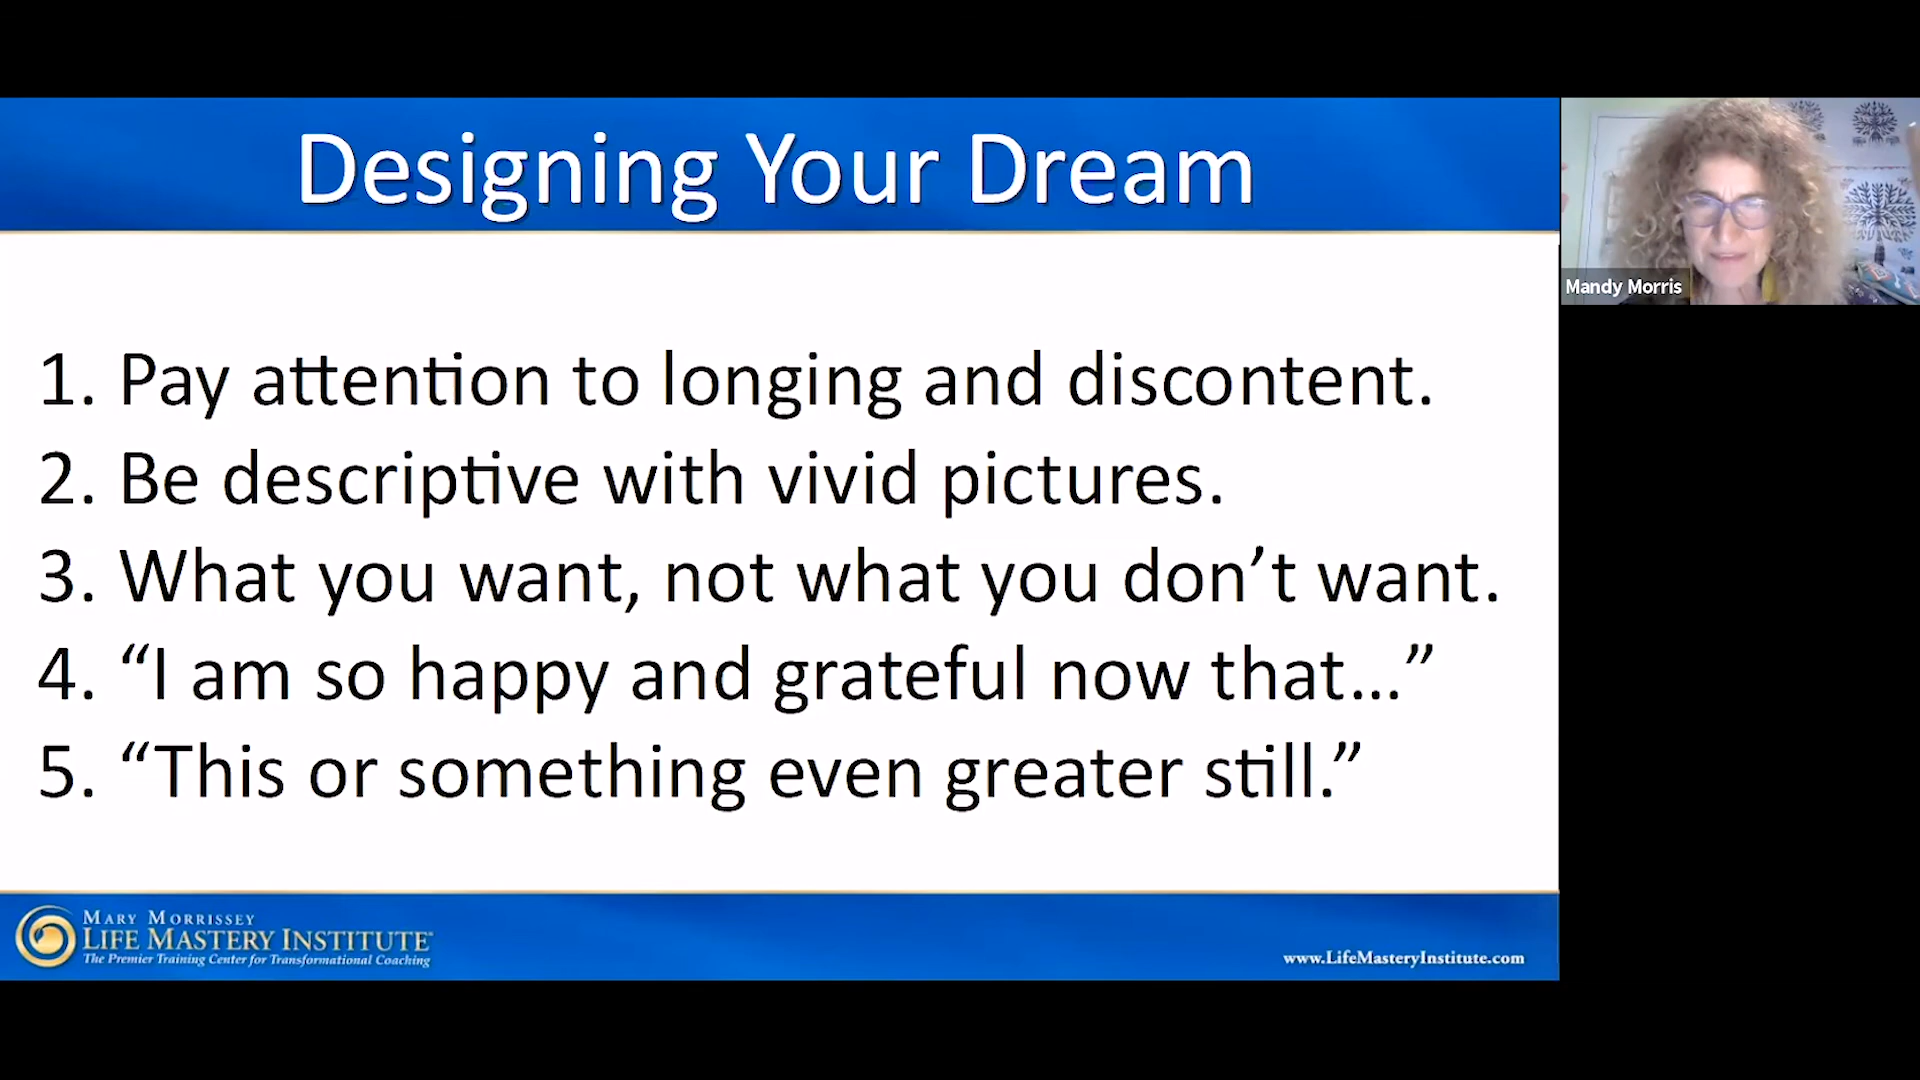 Designing Your Dream
Mandy Morris
1. Pay attention to longing and discontent.
2. Be descriptive with vivid pictures.
3. What you want, not what you don’t want.
4. “I am so happy and grateful now that...”
5. “This or something even greater still.”
MARY MORRISSEY
LIFE MASTERY INSTITUTE
The Premier Training Center for Transformational Coaching
www.LifeMasteryInstitute.com